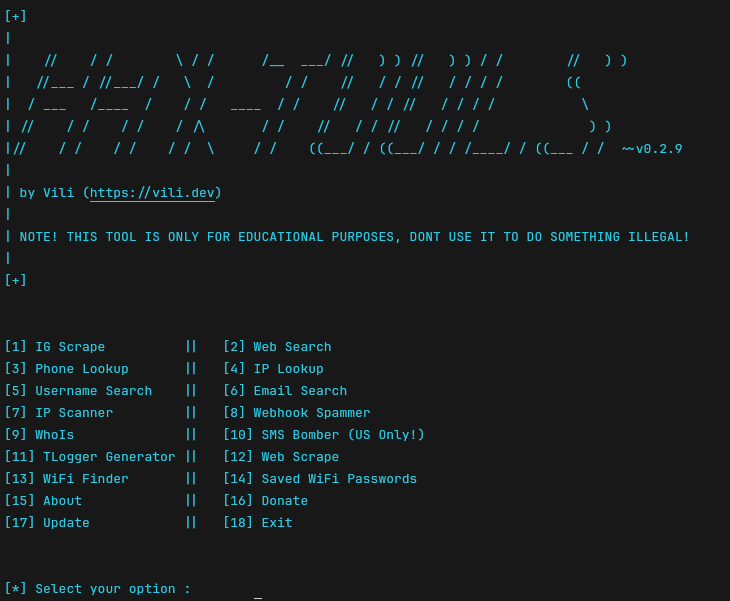 [+]
|
|    //    / /        \ / /      /__  ___/ //   ) ) //   ) ) / /        //   ) )
|   //___ / //___/ /   \  /         / /    //   / / //   / / / /        ((
|  / ___   /____  /    / /   ____  / /    //   / / //   / / / /           \
| //    / /    / /    / /\       / /    //   / / //   / / / /              ) )
|//    / /    / /    / /  \     / /    ((___/ / ((___/ / / /____/ / ((___ / /  ~~v0.2.9
|
| by Vili (https://vili.dev)
|
| NOTE! THIS TOOL IS ONLY FOR EDUCATIONAL PURPOSES, DONT USE IT TO DO SOMETHING ILLEGAL!
|
[+]
[1] IG Scrape          ||   [2] Web Search
[3] Phone Lookup       ||   [4] IP Lookup
[5] Username Search    ||   [6] Email Search
[7] IP Scanner         ||   [8] Webhook Spammer
[9] WhoIs              ||   [10] SMS Bomber (US Only!)
[11] TLogger Generator ||   [12] Web Scrape
[13] WiFi Finder       ||   [14] Saved WiFi Passwords
[15] About             ||   [16] Donate
[17] Update            ||   [18] Exit
[*] Select your option :        _